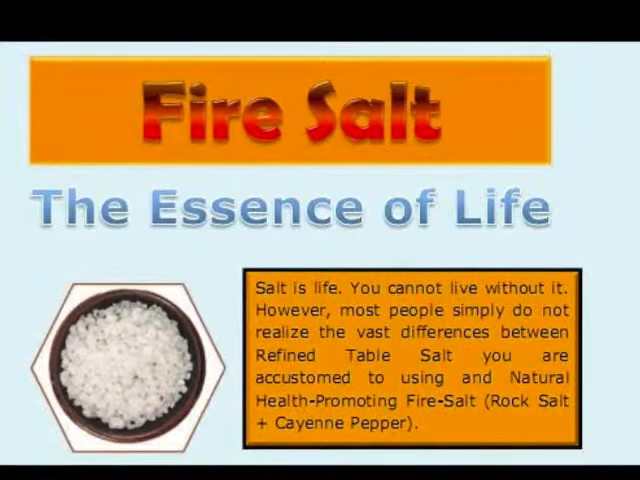 Fire Salt
The Essence of Life
Salt is life. You cannot live without it.
However, most people simply do not
realize the vast differences between
Refined Table Salt you are
accustomed to using and Natural
Health-Promoting Fire-Salt (Rock Salt
+ Cayenne Pepper).